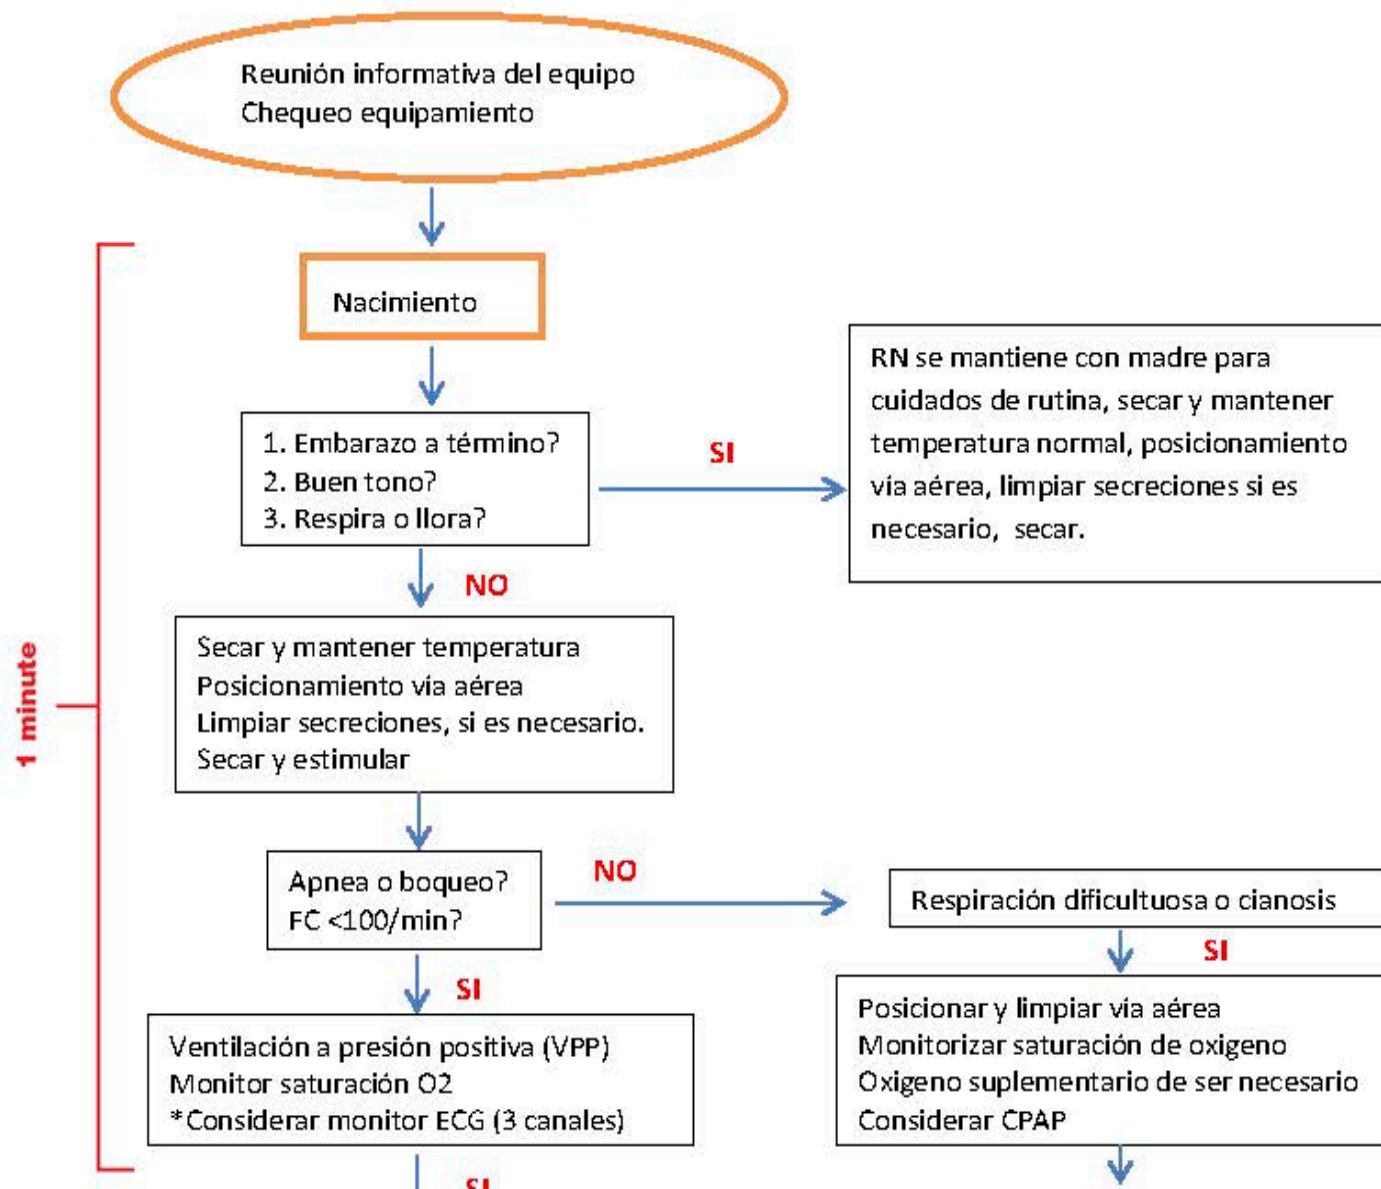 Reunión informativa del equipo
Chequeo equipamiento
Nacimiento
1. Embarazo a término?
2. Buen tono?
3. Respira o llora?
SI
RN se mantiene con madre para
cuidados de rutina, secar y mantener
temperatura normal, posicionamiento
vía aérea, limpiar secreciones si es
necesario, secar.
NO
1 minute
Secar y mantener temperatura
Posicionamiento vía aérea
Limpiar secreciones, si es necesario.
Secar y estimular
Apnea o boqueo?
FC <100/min?
NO
Respiración dificultuosa o cianosis
SI
SI
Ventilación a presión positiva (VPP)
Monitor saturación O2
*Considerar monitor ECG (3 canales)
Posicionar y limpiar vía aérea
Monitorizar saturación de oxigeno
Oxigeno suplementario de ser necesario
Considerar CPAP
SI